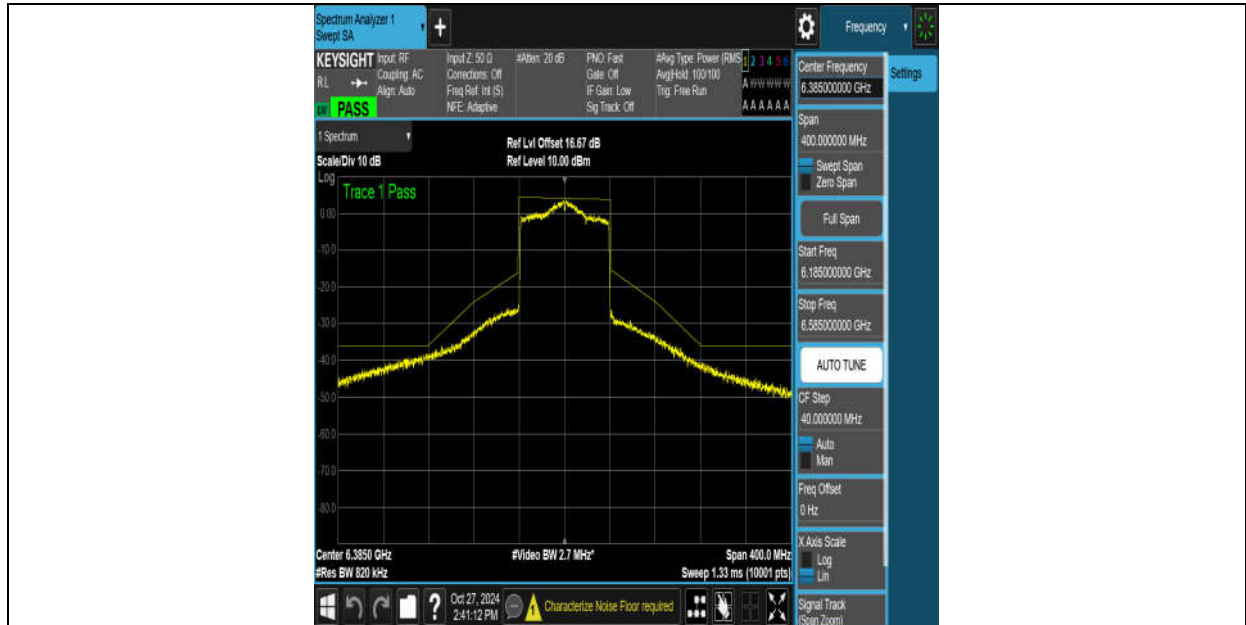 Spectrum Analyzer 1
Swept SA
+
Frequency
KEYSIGHT
RL
PASS
Input: RF
Coupling: AC
Align: Auto
Input Z: 50 Ω
Corrections: Off
Freq Ref: Int (S)
NFE: Adaptive
#Atten: 20 dB
PNO: Fast
Gate: Off
IF Gain: Low
Sig Track: Off
#Avg Type: Power (RMS
Avg|Hold: 100/100
Trig: Free Run
1 2 3 4 5 6
A W W W W W
A A A A A A
1 Spectrum
Scale/Div 10 dB
Ref Lvl Offset 16.67 dB
Ref Level 10.00 dBm
Log
Trace 1 Pass
0.00
-10.0
-20.0
-30.0
-40.0
-50.0
-60.0
-70.0
-80.0
Center 6.3850 GHz
#Res BW 820 kHz
#Video BW 2.7 MHz*
Span 400.0 MHz
Sweep 1.33 ms (10001 pts)
Oct 27, 2024
2:41:12 PM
Characterize Noise Floor required
Center Frequency
6.385000000 GHz
Settings
Span
400.000000 MHz
Swept Span
Zero Span
Full Span
Start Freq
6.185000000 GHz
Stop Freq
6.585000000 GHz
AUTO TUNE
CF Step
40.000000 MHz
Auto
Man
Freq Offset
0 Hz
X Axis Scale
Log
Lin
Signal Track
(Span Zoom)